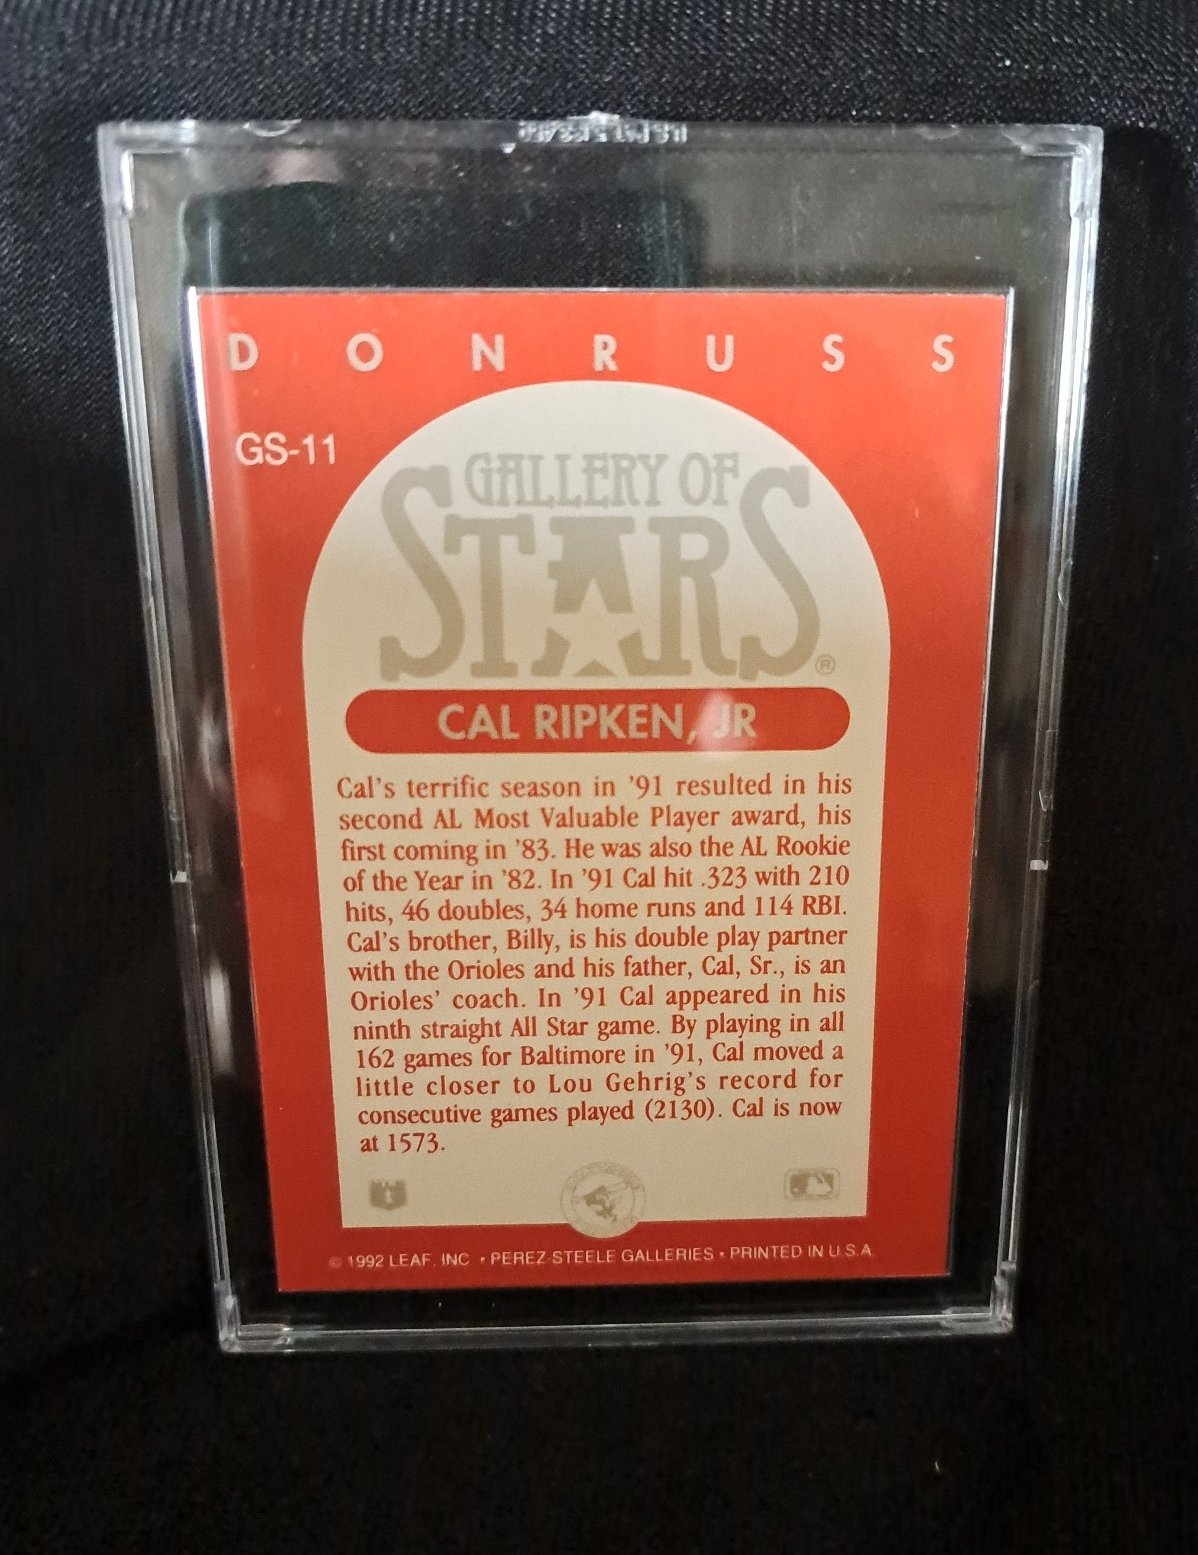 DONRUSS
GS-11
GALLERY OF
STARS®
CAL RIPKEN, JR
Cal's terrific season in '91 resulted in his
second AL Most Valuable Player award, his
first coming in '83. He was also the AL Rookie
of the Year in '82. In '91 Cal hit .323 with 210
hits, 46 doubles, 34 home runs and 114 RBI.
Cal's brother, Billy, is his double play partner
with the Orioles and his father, Cal, Sr., is an
Orioles' coach. In '91 Cal appeared in his
ninth straight All Star game. By playing in all
162 games for Baltimore in '91, Cal moved a
little closer to Lou Gehrig's record for
consecutive games played (2130). Cal is now
at 1573.
© 1992 LEAF, INC. • PEREZ-STEELE GALLERIES • PRINTED IN U.S.A.